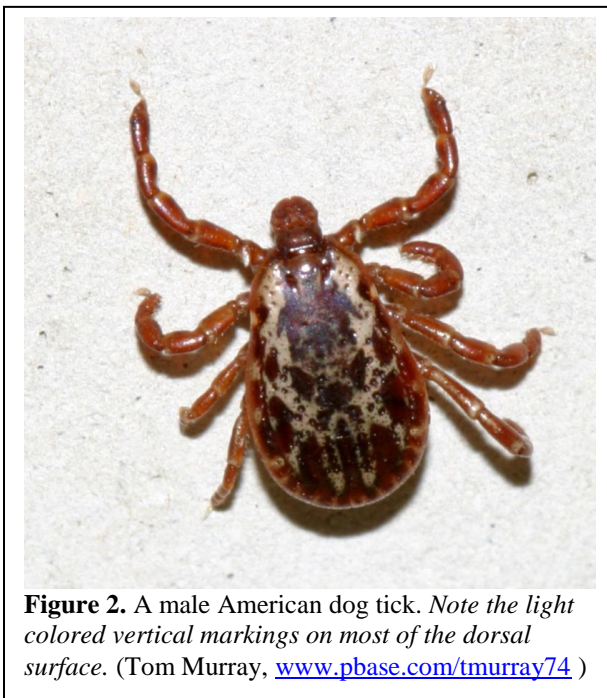 Figure 2. A male American dog tick. Note the light
colored vertical markings on most of the dorsal
surface. (Tom Murray, www.pbase.com/tmurray74 )